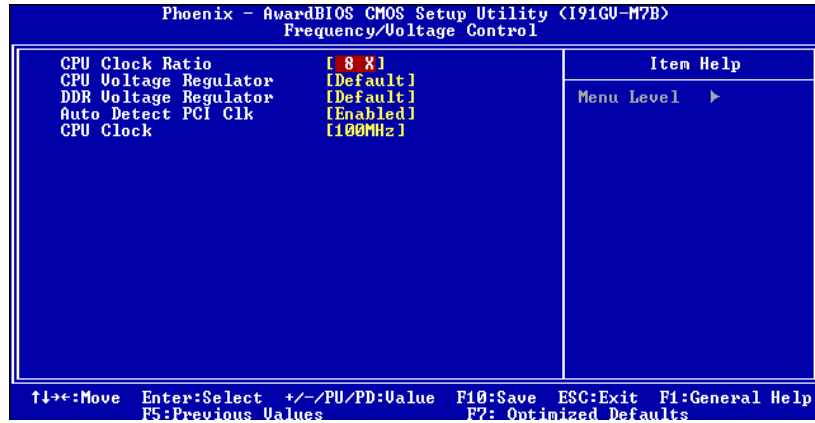 Phoenix - AwardBIOS CMOS Setup Utility (I91GV-M7B)
Frequency/Voltage Control
CPU Clock Ratio [ 8 X]
CPU Voltage Regulator [Default]
DDR Voltage Regulator [Default]
Auto Detect PCI Clk [Enabled]
CPU Clock [100MHz]
Item Help
Menu Level ►
↑↓→←:Move Enter:Select +/-/PU/PD:Value F10:Save ESC:Exit F1:General Help
F5:Previous Values F7: Optimized Defaults